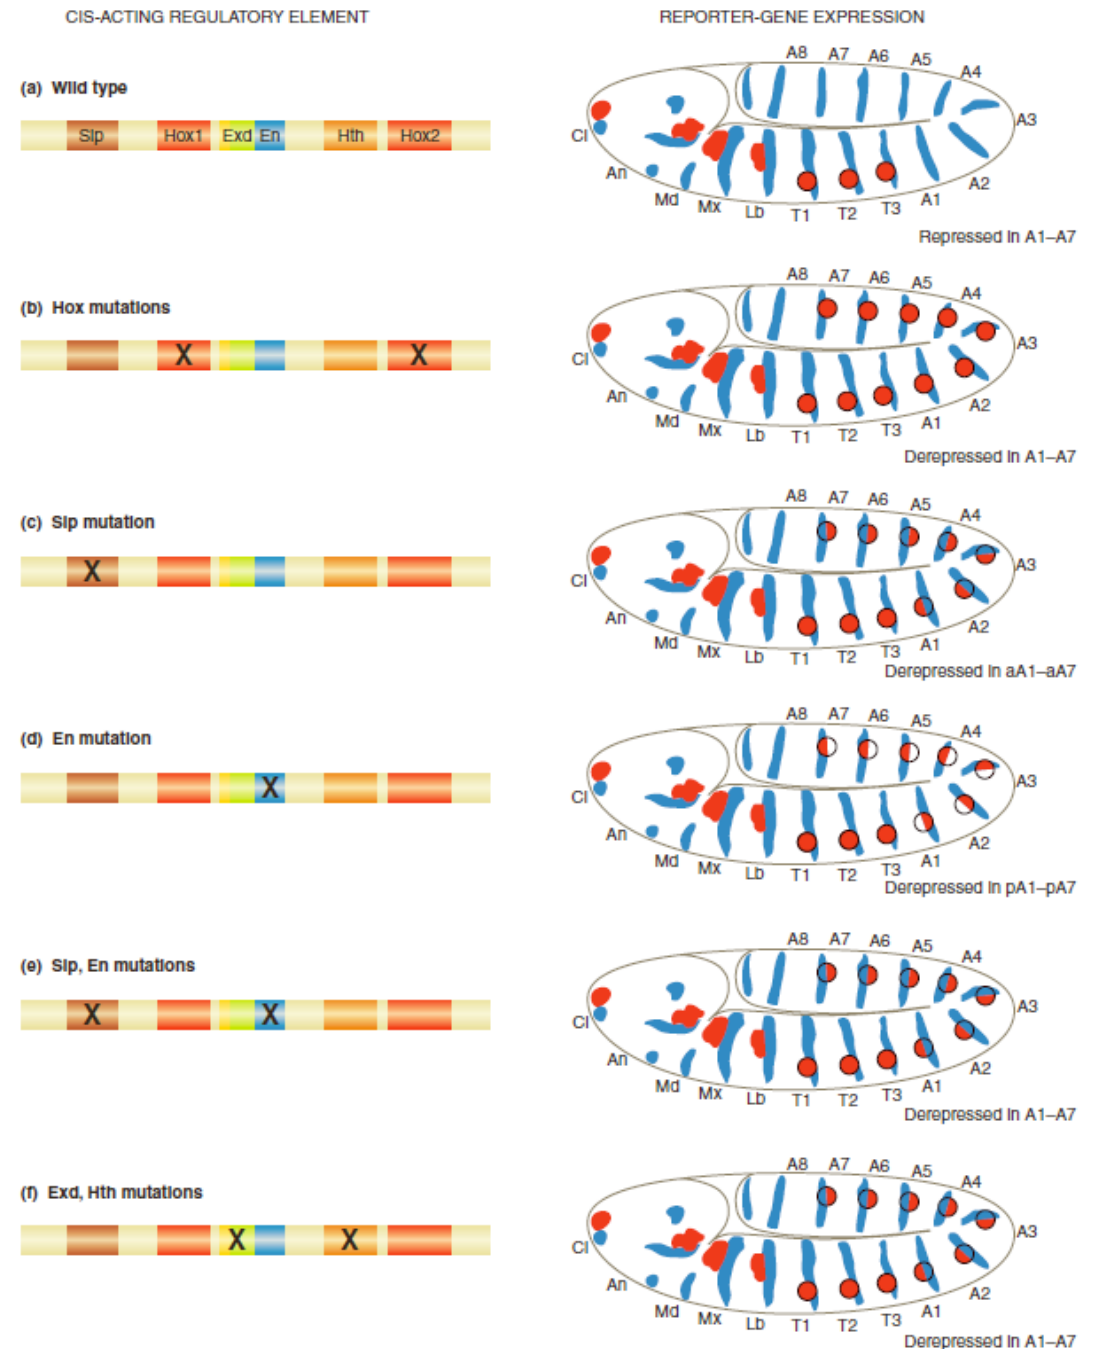 CIS-ACTING REGULATORY ELEMENT REPORTER-GENE EXPRESSION
(a) Wild type
Slp Hox1 Exd En Hth Hox2
A8 A7 A6 A5 A4
A3
Cl
An Md Mx Lb T1 T2 T3 A1 A2
Repressed in A1–A7
(b) Hox mutations
X X
A8 A7 A6 A5 A4
A3
Cl
An Md Mx Lb T1 T2 T3 A1 A2
Derepressed in A1–A7
(c) Slp mutation
X
A8 A7 A6 A5 A4
A3
Cl
An Md Mx Lb T1 T2 T3 A1 A2
Derepressed in aA1–aA7
(d) En mutation
X
A8 A7 A6 A5 A4
A3
Cl
An Md Mx Lb T1 T2 T3 A1 A2
Derepressed in pA1–pA7
(e) Slp, En mutations
X X
A8 A7 A6 A5 A4
A3
Cl
An Md Mx Lb T1 T2 T3 A1 A2
Derepressed in A1–A7
(f) Exd, Hth mutations
X X
A8 A7 A6 A5 A4
A3
Cl
An Md Mx Lb T1 T2 T3 A1 A2
Derepressed in A1–A7